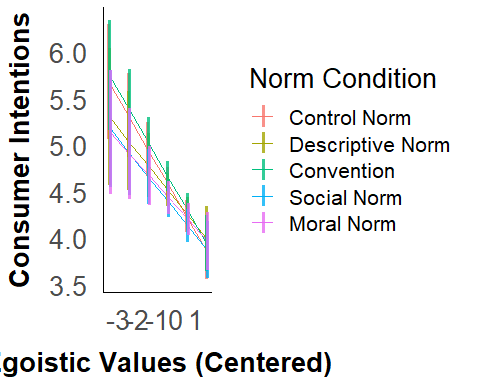 Consumer Intentions
6.0
5.5
5.0
4.5
4.0
3.5
-3-2-10 1
goistic Values (Centered)
Norm Condition
Control Norm
Descriptive Norm
Convention
Social Norm
Moral Norm